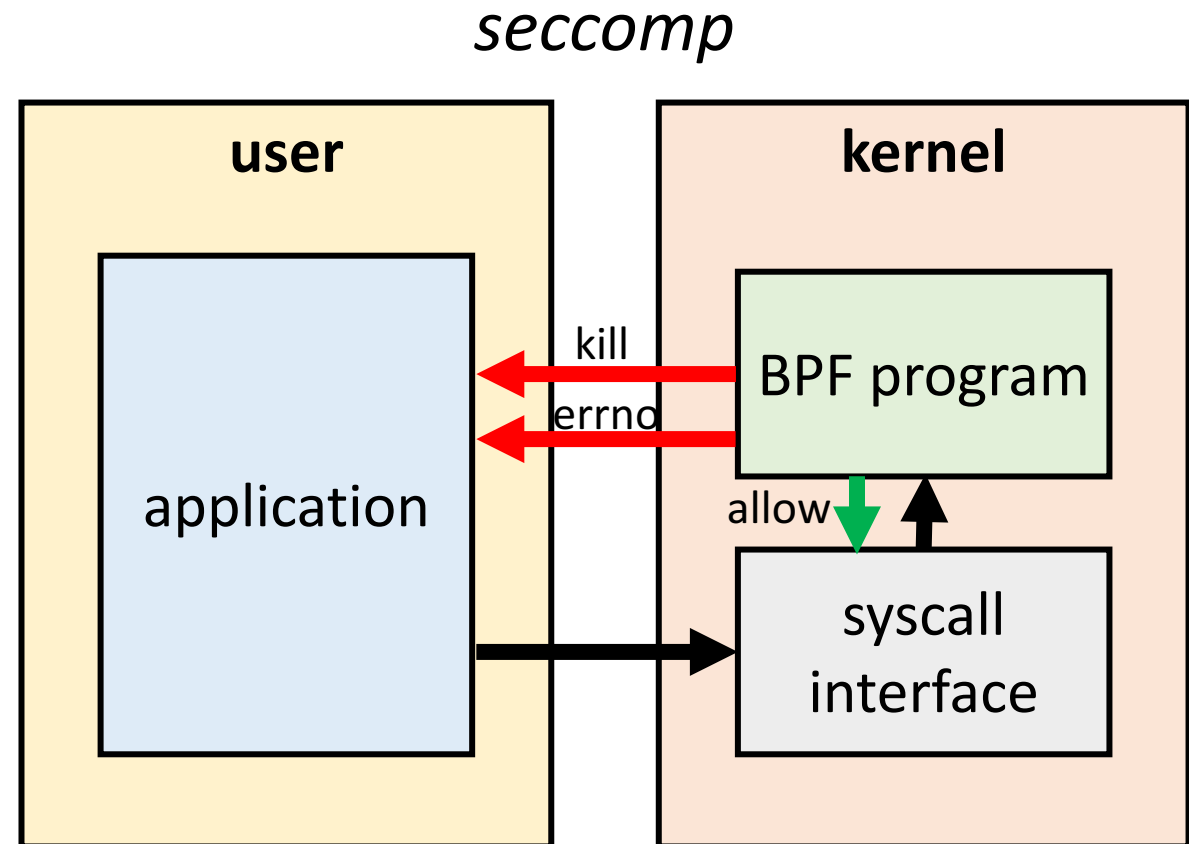 seccomp
user
kernel
kill
BPF program
errno
application
allow
syscall
interface